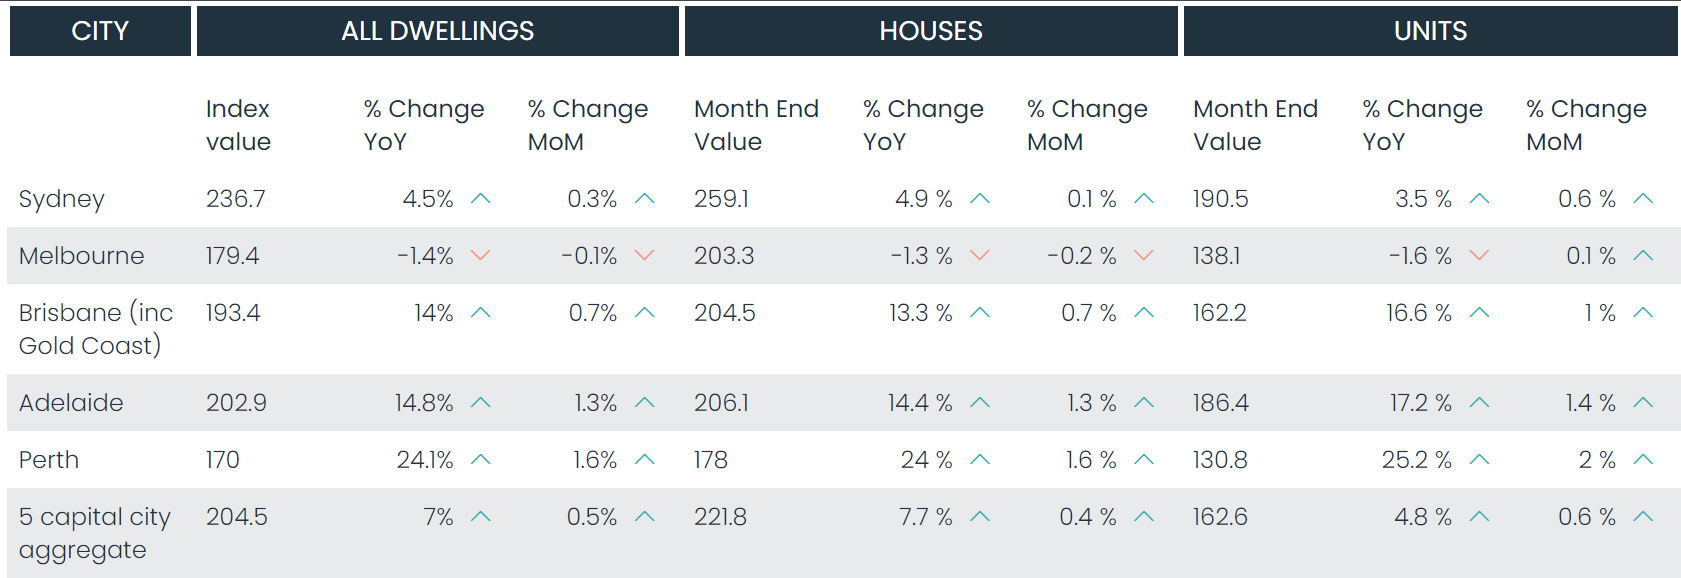 CITY ALL DWELLINGS HOUSES UNITS
Index % Change % Change Month End % Change % Change Month End % Change % Change
value YoY MoM Value YoY MoM Value YoY MoM
Sydney 236.7 4.5% 0.3% 259.1 4.9 % 0.1 % 190.5 3.5 % 0.6 %
Melbourne 179.4 -1.4% -0.1% 203.3 -1.3 % -0.2 % 138.1 -1.6 % 0.1 %
Brisbane (inc 193.4 14% 0.7% 204.5 13.3 % 0.7 % 162.2 16.6 % 1 %
Gold Coast)
Adelaide 202.9 14.8% 1.3% 206.1 14.4 % 1.3 % 186.4 17.2 % 1.4 %
Perth 170 24.1% 1.6% 178 24 % 1.6 % 130.8 25.2 % 2 %
5 capital city 204.5 7% 0.5% 221.8 7.7 % 0.4 % 162.6 4.8 % 0.6 %
aggregate